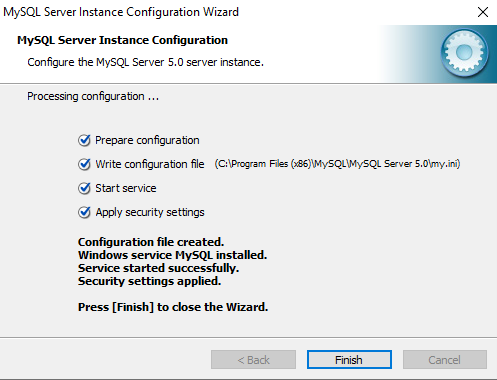 MySQL Server Instance Configuration Wizard
MySQL Server Instance Configuration
Configure the MySQL Server 5.0 server instance.
Processing configuration ...
Prepare configuration
Write configuration file (C:\Program Files (x86)\MySQL\MySQL Server 5.0\my.ini)
Start service
Apply security settings
Configuration file created.
Windows service MySQL installed.
Service started successfully.
Security settings applied.
Press [Finish] to close the Wizard.
< Back Finish Cancel